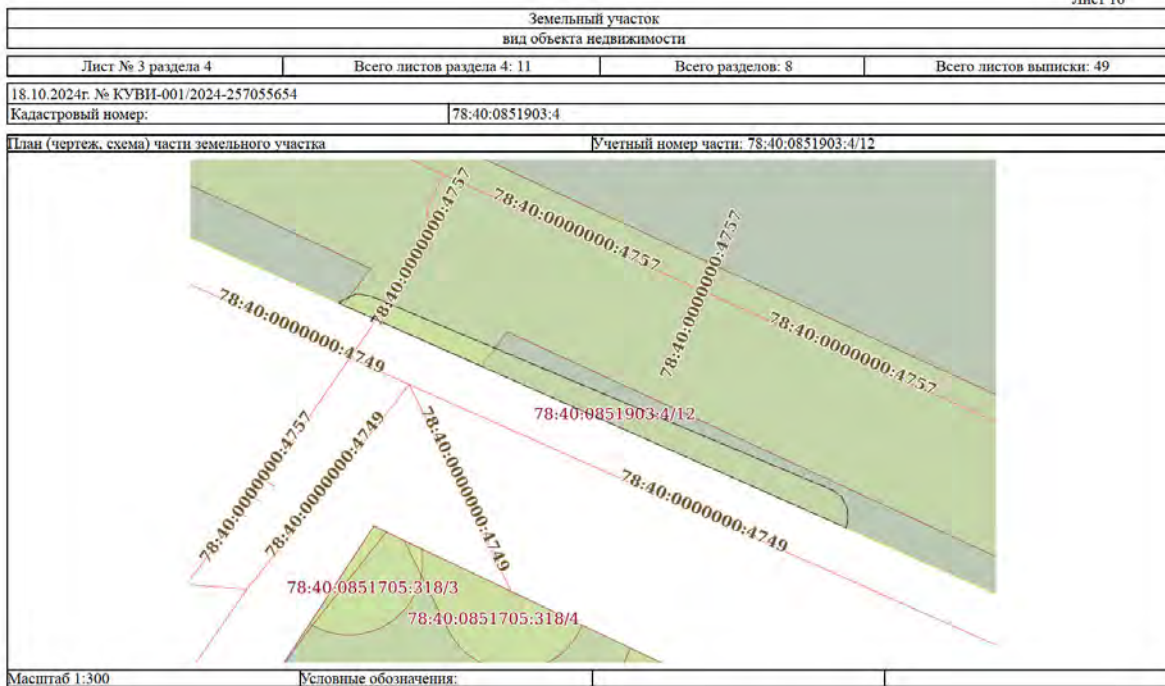 Лист 16
Земельный участок
вид объекта недвижимости
Лист № 3 раздела 4 Всего листов раздела 4: 11 Всего разделов: 8 Всего листов выписки: 49
18.10.2024г. № КУВИ-001/2024-257055654
Кадастровый номер: 78:40:0851903:4
План (чертеж, схема) части земельного участка Учетный номер части: 78:40:0851903:4/12
78:40:0000000:4757
78:40:0000000:4757
78:40:0000000:4757
78:40:0000000:4749
78:40:0000000:4757
78:40:0851903:4/12
78:40:0000000:4757
78:40:0000000:4749
78:40:0000000:4749
78:40:0000000:4749
78:40:0851705:318/3
78:40:0851705:318/4
Масштаб 1:300 Условные обозначения: